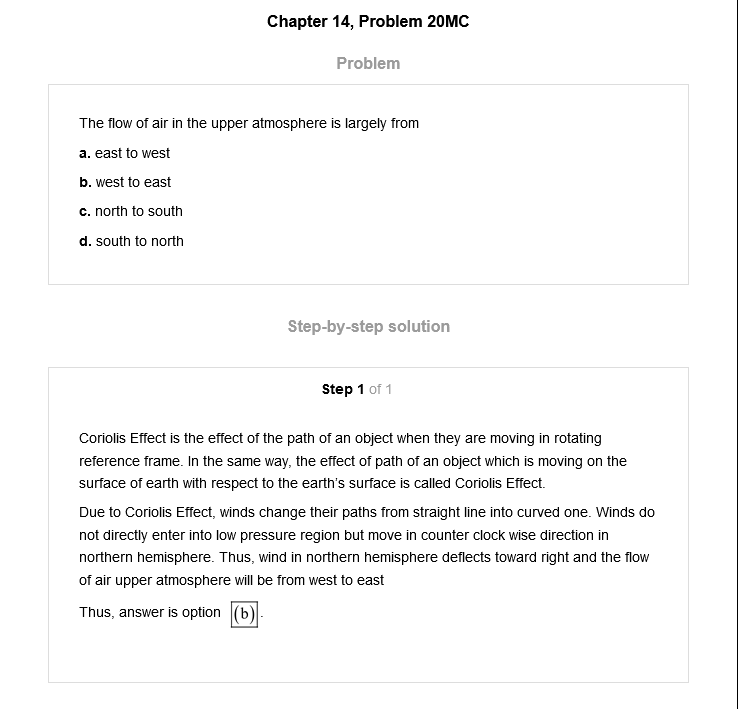 Chapter 14, Problem 20MC
Problem
The flow of air in the upper atmosphere is largely from
a. east to west
b. west to east
c. north to south
d. south to north
Step-by-step solution
Step 1 of 1
Coriolis Effect is the effect of the path of an object when they are moving in rotating
reference frame. In the same way, the effect of path of an object which is moving on the
surface of earth with respect to the earth's surface is called Coriolis Effect.
Due to Coriolis Effect, winds change their paths from straight line into curved one. Winds do
not directly enter into low pressure region but move in counter clock wise direction in
northern hemisphere. Thus, wind in northern hemisphere deflects toward right and the flow
of air upper atmosphere will be from west to east
Thus, answer is option (b).